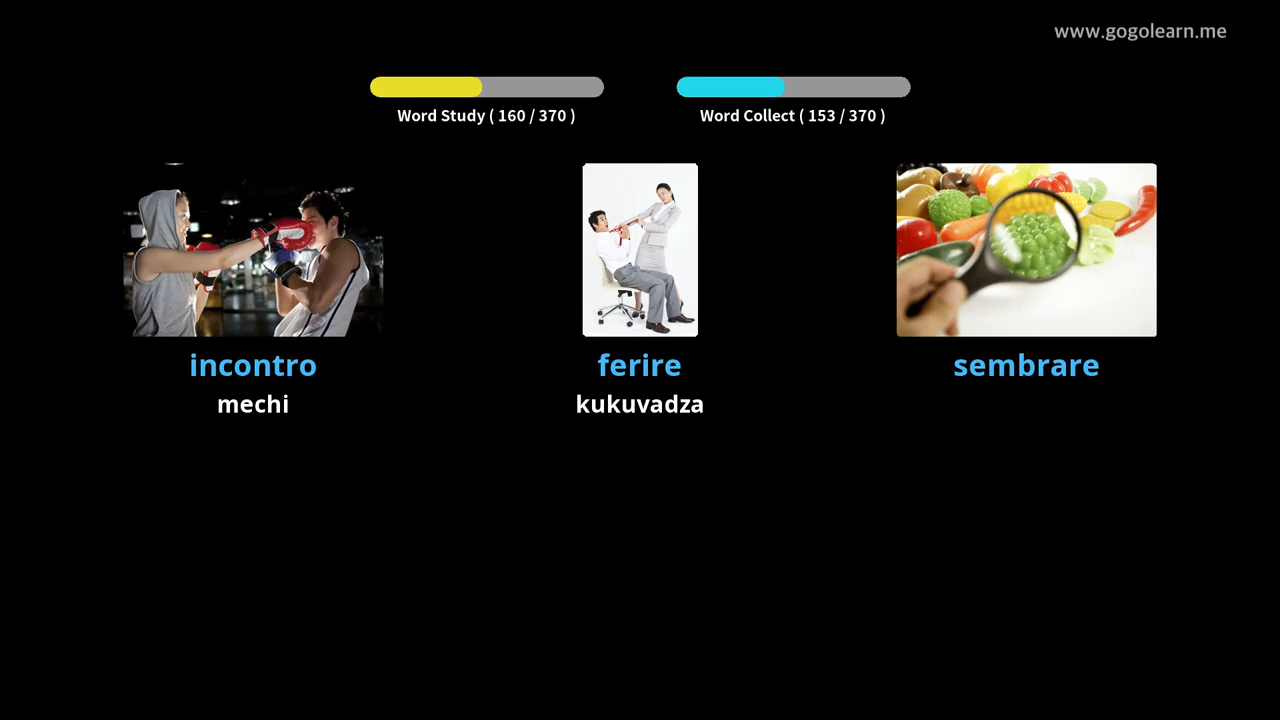 www.gogolearn.me
Word Study ( 160 / 370 )
Word Collect ( 153 / 370 )
incontro
mechi
ferire
kukuvadza
sembrare